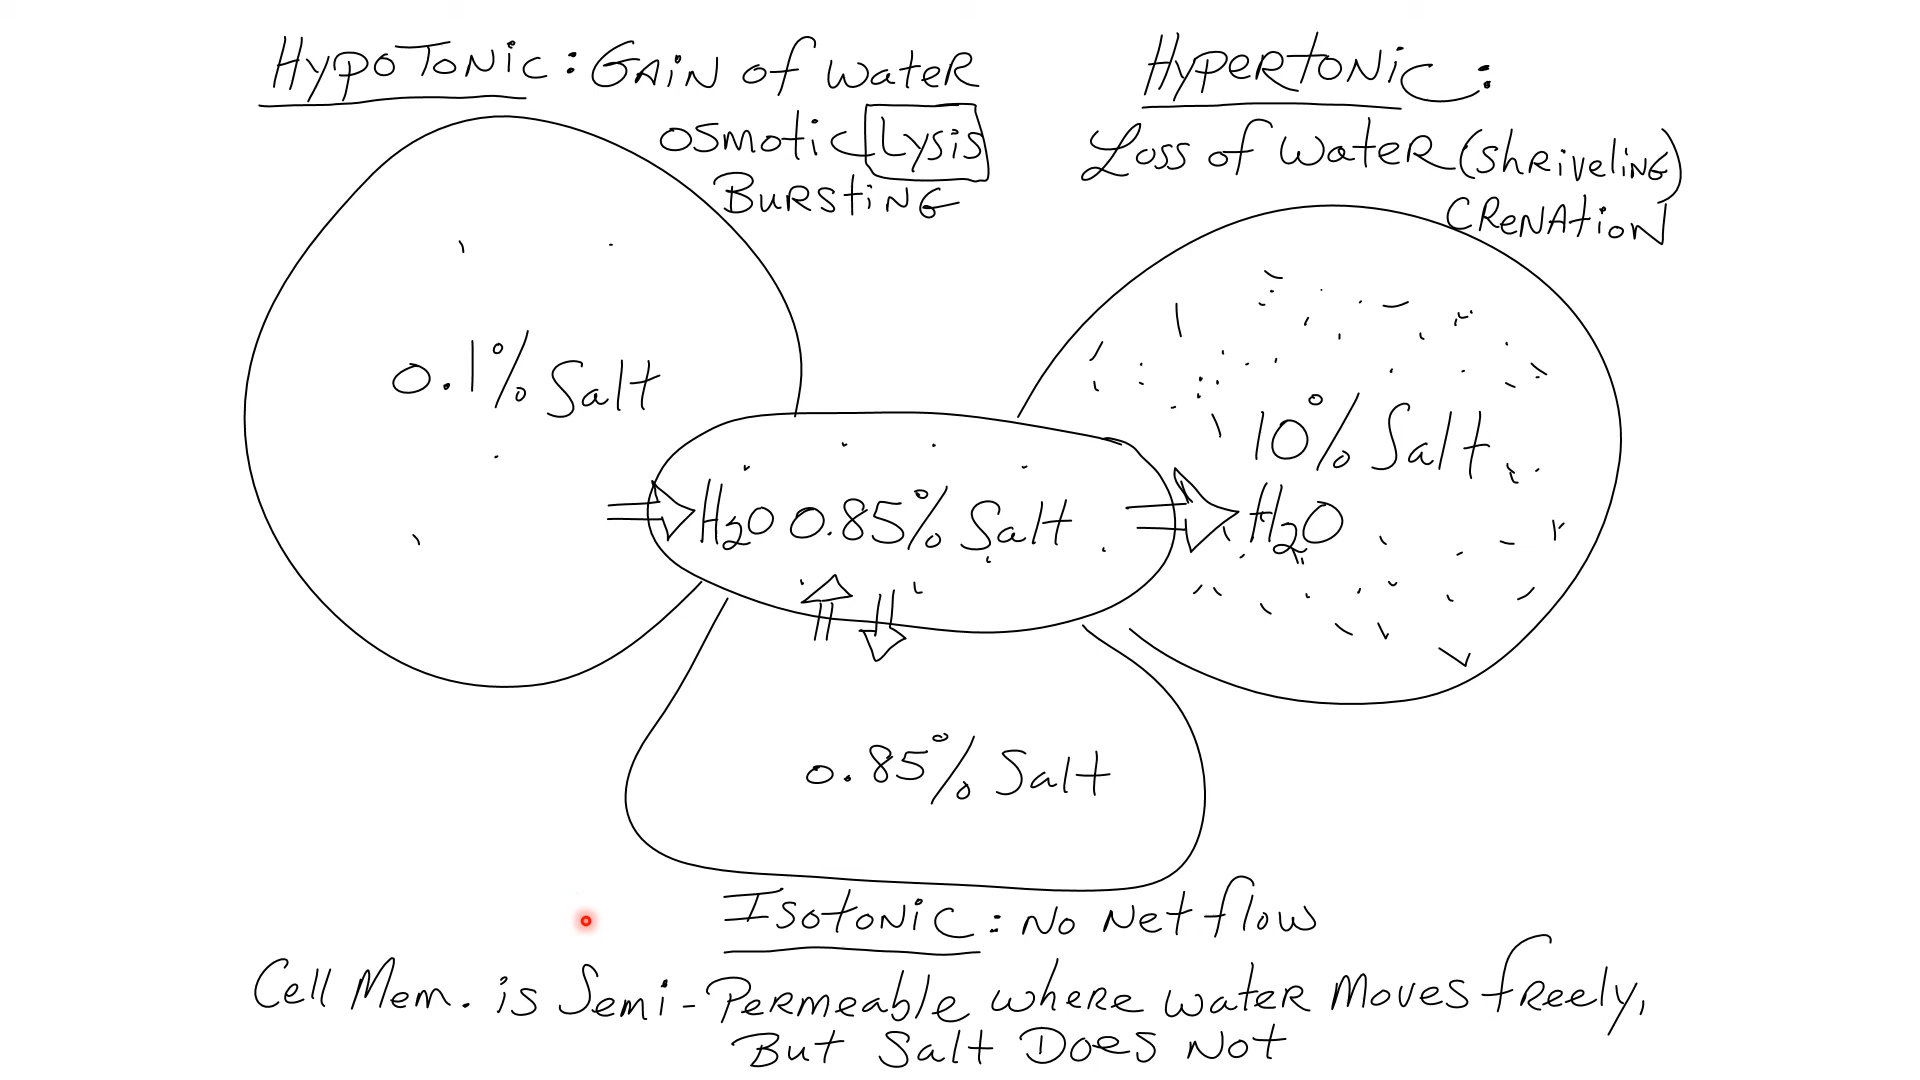 Hypotonic: Gain of water
osmotic Lysis
Bursting
Hypertonic:
Loss of water (shriveling)
Crenation
0.1% Salt
10% Salt
H2O 0.85% Salt
H2O
0.85% Salt
Isotonic: No Net flow
Cell Mem. is Semi-Permeable where water moves freely,
But Salt Does Not